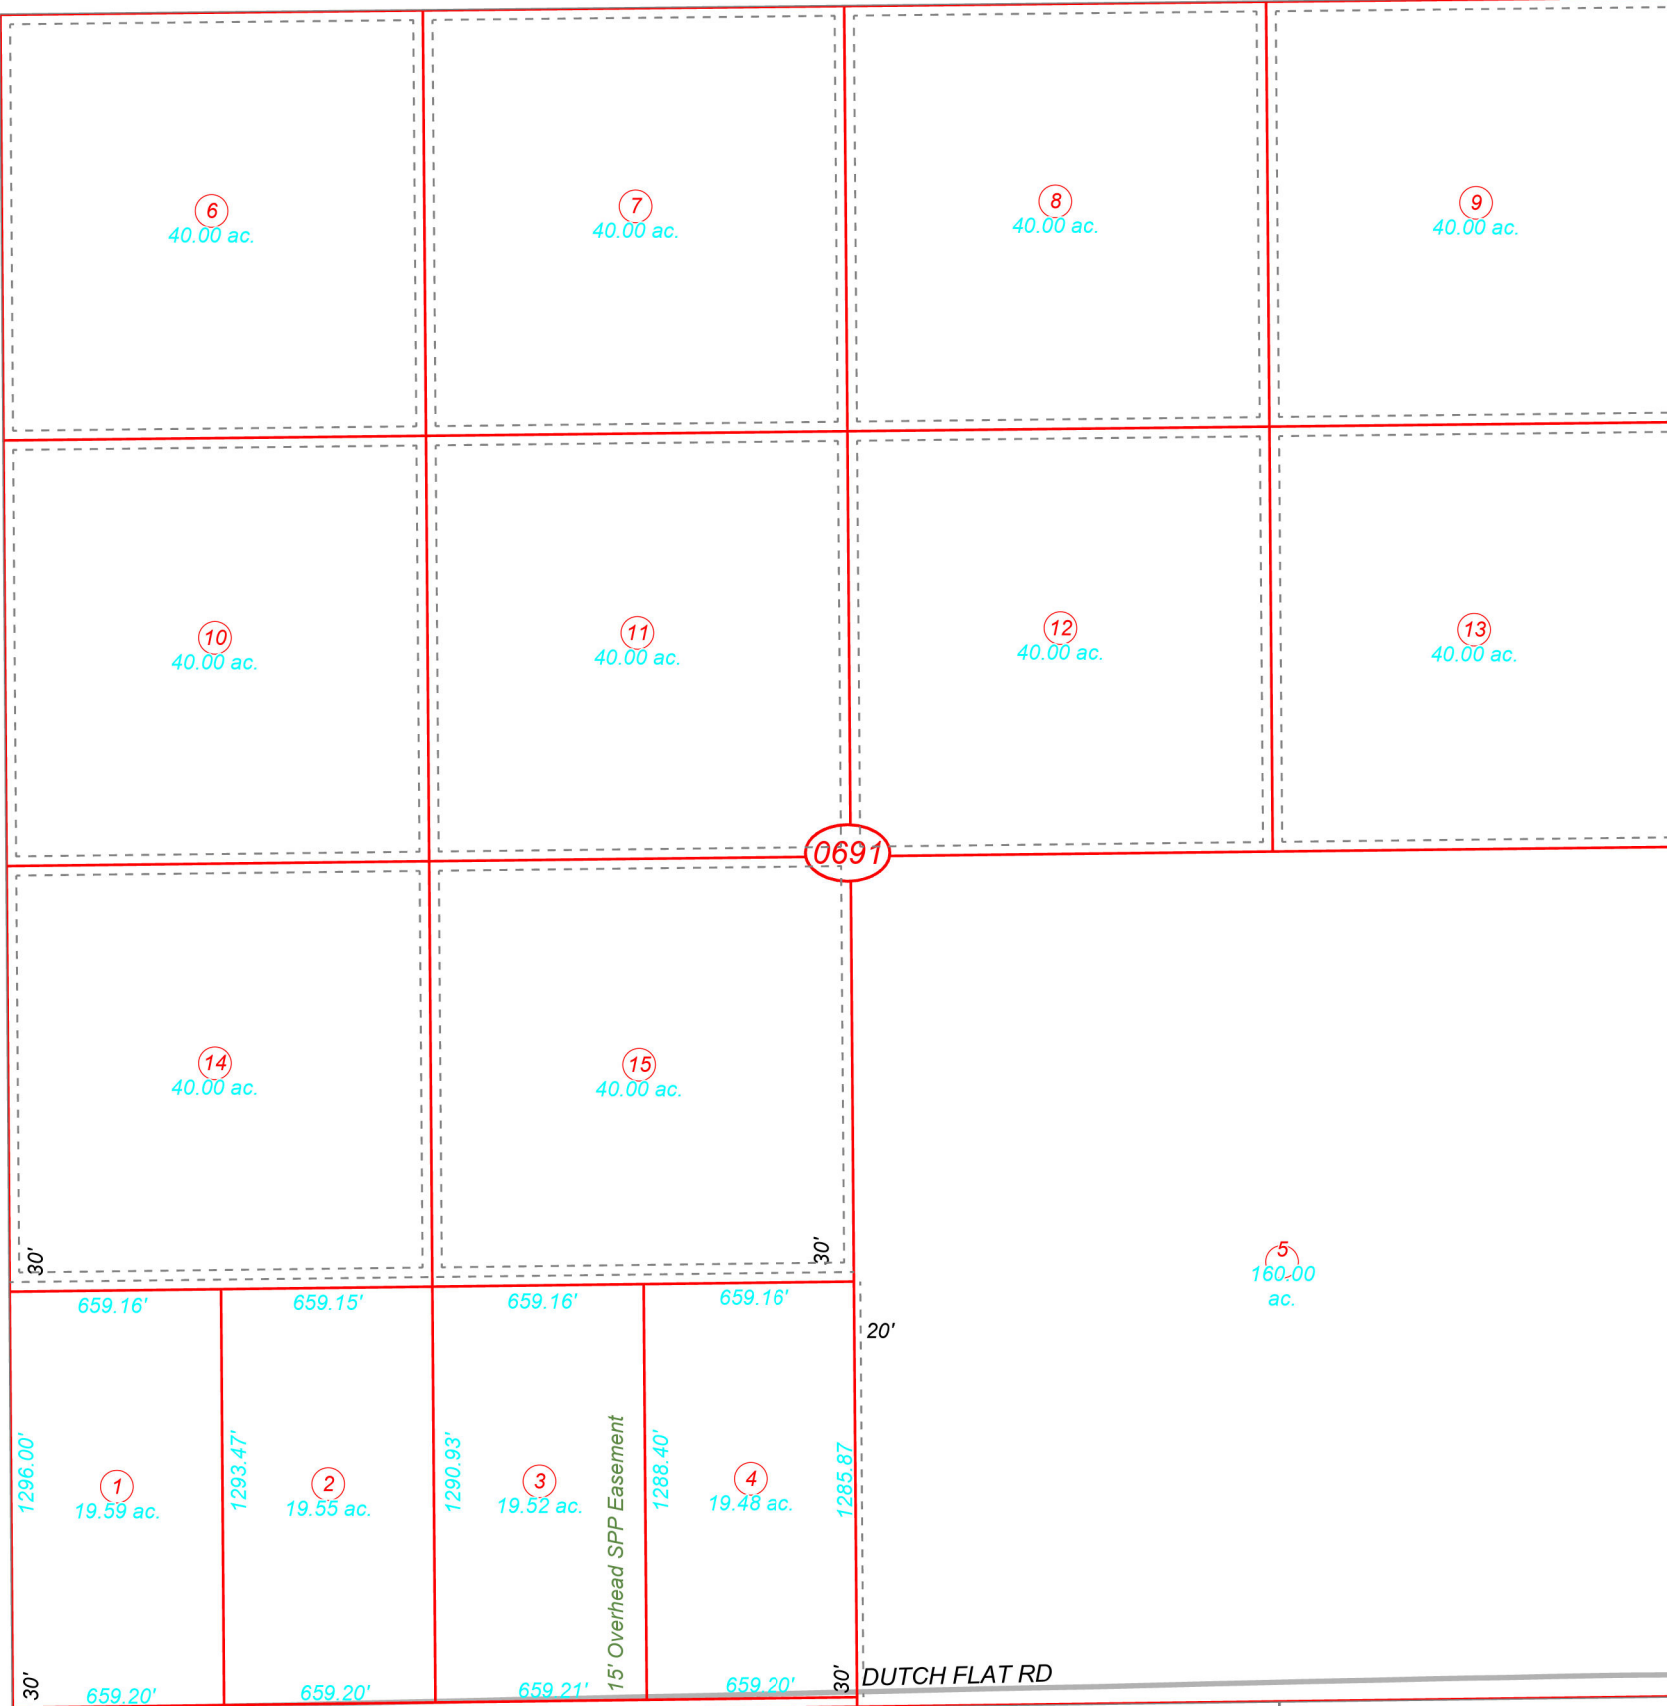 6
40.00 ac.
7
40.00 ac.
8
40.00 ac.
9
40.00 ac.
10
40.00 ac.
11
40.00 ac.
12
40.00 ac.
13
40.00 ac.
0691
14
40.00 ac.
15
40.00 ac.
30'
30'
5
160.00
ac.
659.16'
659.15'
659.16'
659.16'
20'
1296.00'
1
19.59 ac.
1293.47'
2
19.55 ac.
1290.93'
3
19.52 ac.
15' Overhead SPP Easement
1288.40'
4
19.48 ac.
1285.87
30'
659.20'
659.20'
659.21'
659.20'
30'
DUTCH FLAT RD